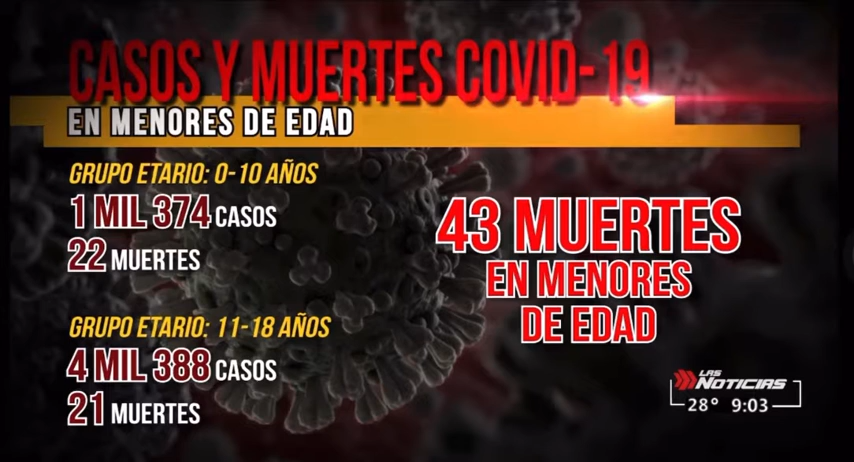 CASOS Y MUERTES COVID-19
EN MENORES DE EDAD
GRUPO ETARIO: 0-10 AÑOS
1 MIL 374 CASOS
22 MUERTES
GRUPO ETARIO: 11-18 AÑOS
4 MIL 388 CASOS
21 MUERTES
43 MUERTES
EN MENORES
DE EDAD
LAS
NOTICIAS
28° 9:03